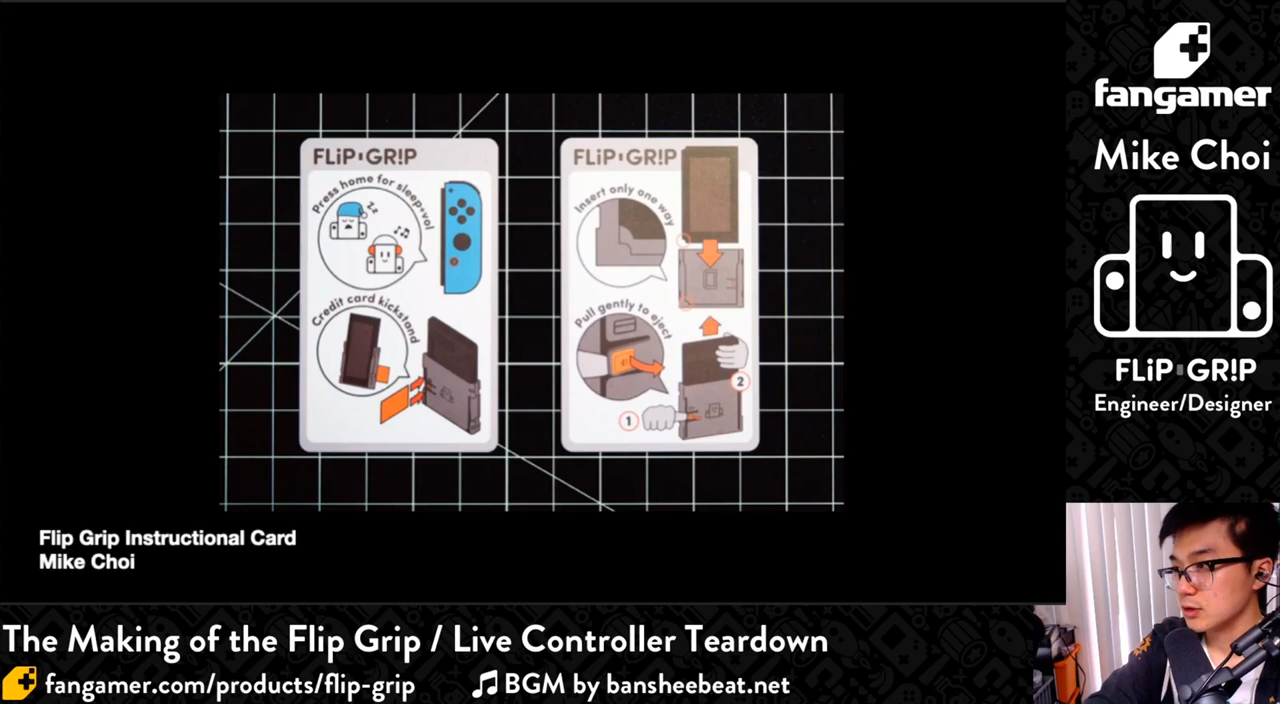 FLiP GR!P
Press home for sleep+vol
zz
Credit card kickstand
FLiP GR!P
Insert only one way
Pull gently to eject
1
2
Flip Grip Instructional Card
Mike Choi
fangamer
Mike Choi
FLiP GR!P
Engineer/Designer
The Making of the Flip Grip / Live Controller Teardown
fangamer.com/products/flip-grip
BGM by bansheebeat.net